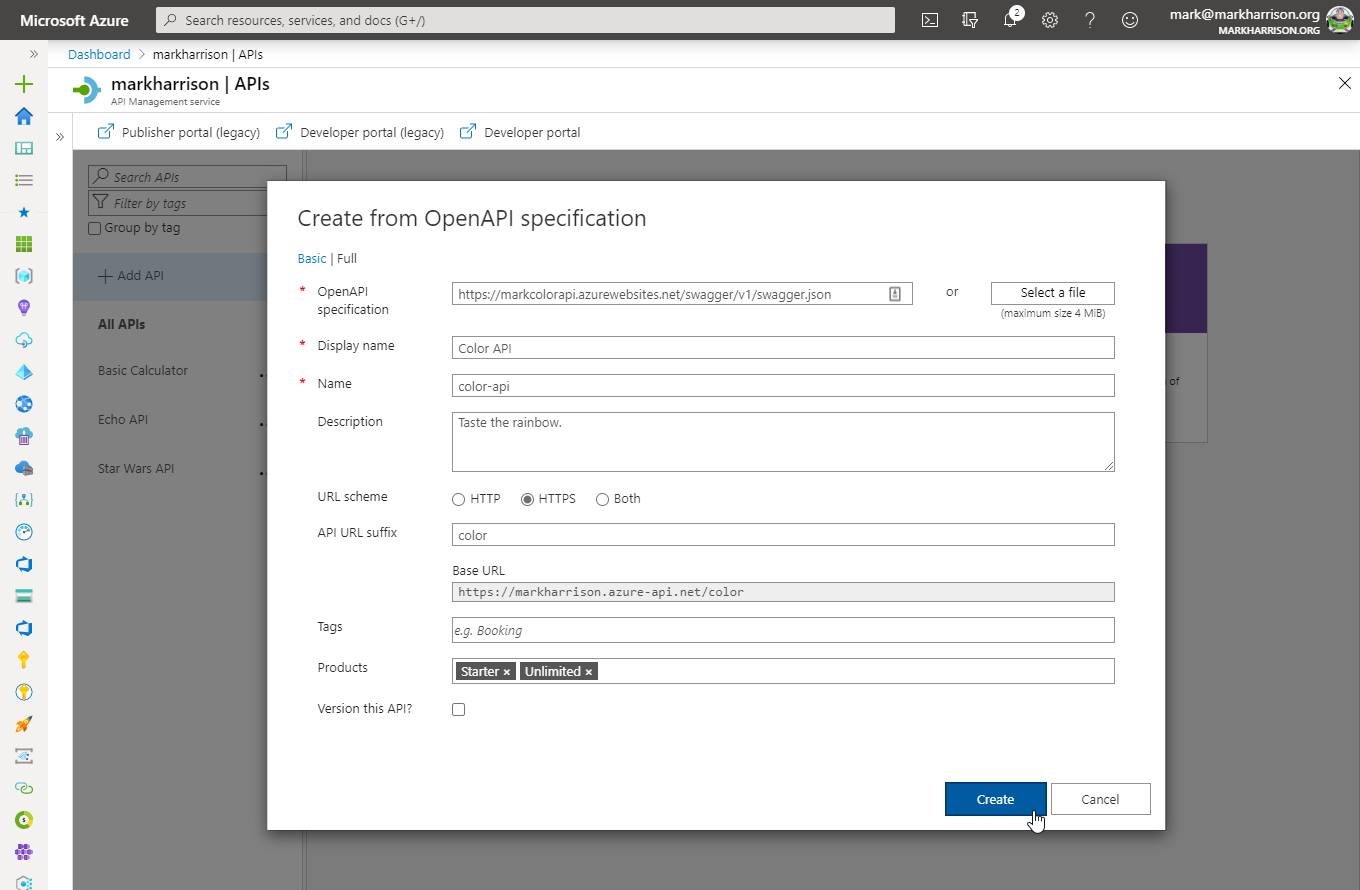 Microsoft Azure
Search resources, services, and docs (G+/)
2
mark@markharrison.org
MARKHARRISON.ORG
Dashboard > markharrison | APIs
markharrison | APIs
API Management service
Publisher portal (legacy)
Developer portal (legacy)
Developer portal
Search APIs
Filter by tags
Group by tag
Add API
All APIs
Basic Calculator
Echo API
Star Wars API
of
Create from OpenAPI specification
Basic | Full
* OpenAPI
specification
https://markcolorapi.azurewebsites.net/swagger/v1/swagger.json
or
Select a file
(maximum size 4 MiB)
* Display name
Color API
* Name
color-api
Description
Taste the rainbow.
URL scheme
HTTP
HTTPS
Both
API URL suffix
color
Base URL
https://markharrison.azure-api.net/color
Tags
e.g. Booking
Products
Starter ×
Unlimited ×
Version this API?
Create
Cancel